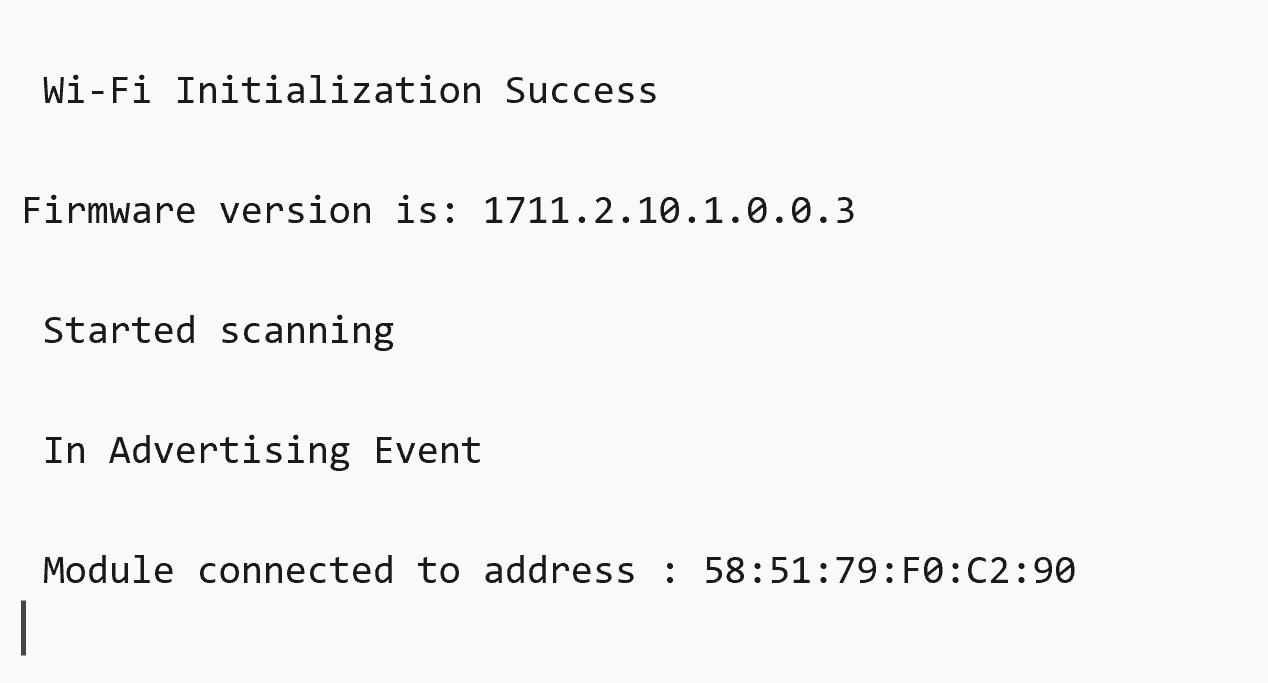 Wi-Fi Initialization Success
Firmware version is: 1711.2.10.1.0.0.3
Started scanning
In Advertising Event
Module connected to address : 58:51:79:F0:C2:90